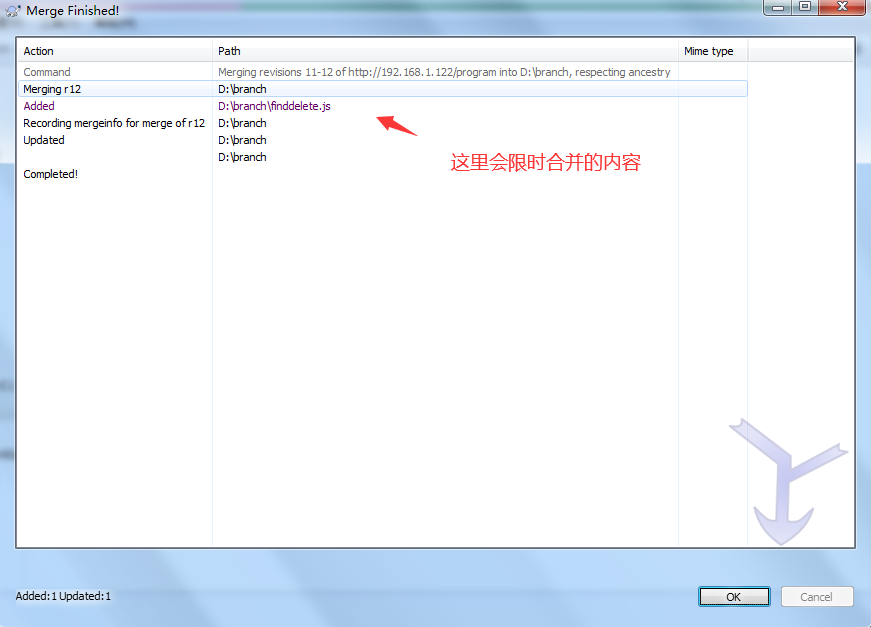 Merge Finished!
Action Path Mime type
Command Merging revisions 11-12 of http://192.168.1.122/program into D:\branch, respecting ancestry
Merging r12 D:\branch
Added D:\branch\finddelete.js
Recording mergeinfo for merge of r12 D:\branch
Updated D:\branch
D:\branch
这里会限时合并的内容
Completed!
Added:1 Updated:1
OK Cancel